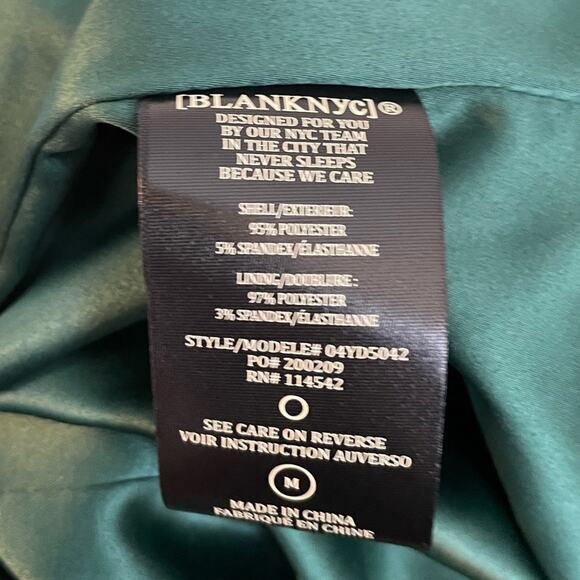 [BLANKNYC]®
DESIGNED FOR YOU
BY OUR NYC TEAM
IN THE CITY THAT
NEVER SLEEPS
BECAUSE WE CARE
SHELL/EXTERIEUR:
95% POLYESTER
5% SPANDEX/ÉLASTHANNE
LINING/DOUBLURE:
97% POLYESTER
3% SPANDEX/ÉLASTHANNE
STYLE/MODELE# 04YD5042
PO# 200209
RN# 114542
SEE CARE ON REVERSE
VOIR INSTRUCTION AUVERSO
M
MADE IN CHINA
FABRIQUÉ EN CHINE